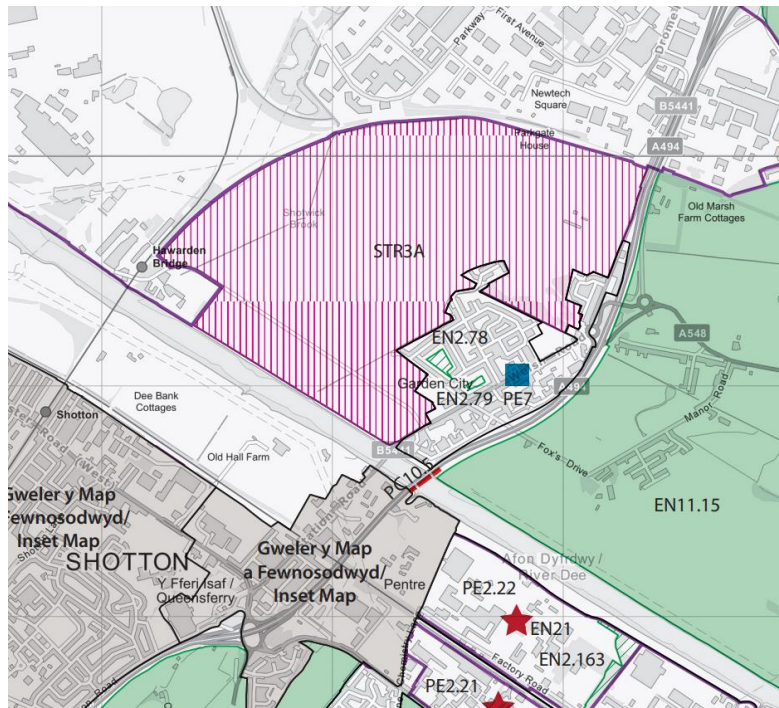 Parkway
First Avenue
Drome
B5441
Newtech
Square
Parkgate
House
A494
Shotwick
Brook
Old Marsh
Farm Cottages
STR3A
Hawarden
Bridge
A548
EN2.78
Garden City
EN2.79
PE7
A494
Manor Road
Dee Bank
Cottages
Shotton
Old Hall Farm
B5441
PC10.5
Fox's Drive
EN11.15
Gweler y Map
Fewnosodwyd/
Inset Map
SHOTTON
Gweler y Map
a Fewnosodwyd/
Inset Map
Y Fferi Isaf /
Queensferry
Pentre
Afon Dyfrdwy /
River Dee
PE2.22
EN21
EN2.163
Factory Road
PE2.21